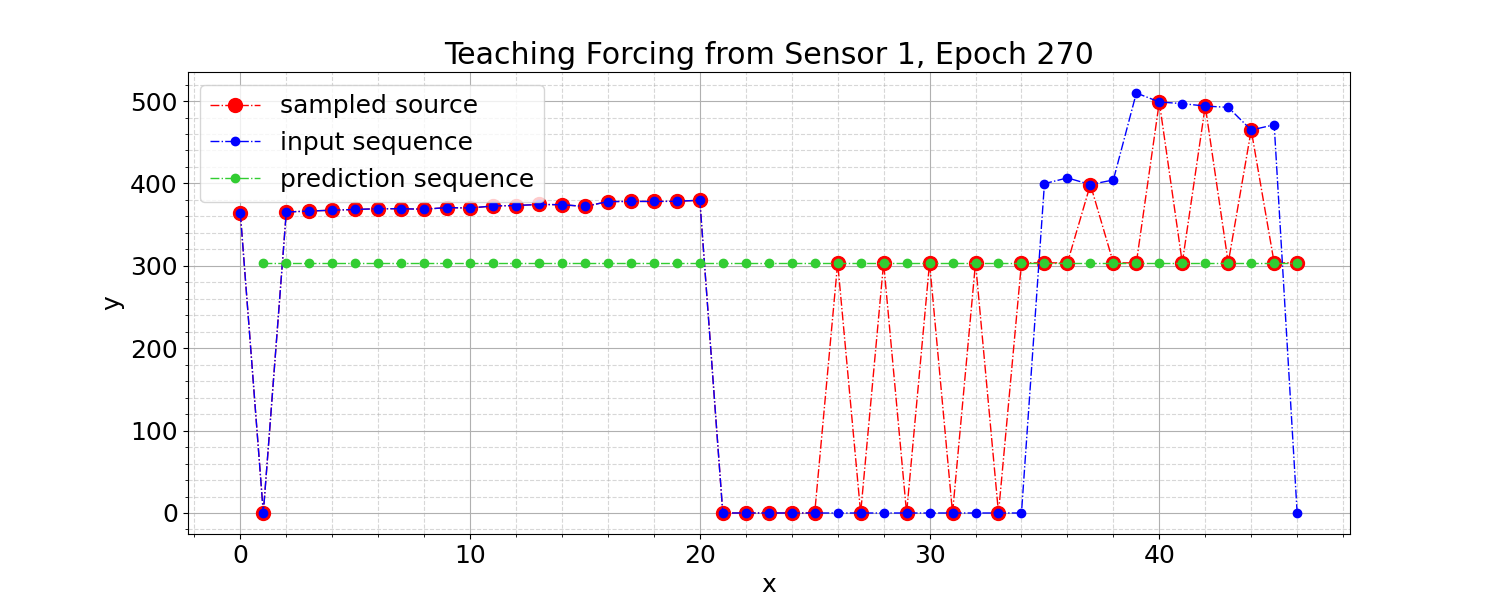 Teaching Forcing from Sensor 1, Epoch 270
sampled source
input sequence
prediction sequence
500
400
300
200
100
0
y
0 10 20 30 40
x